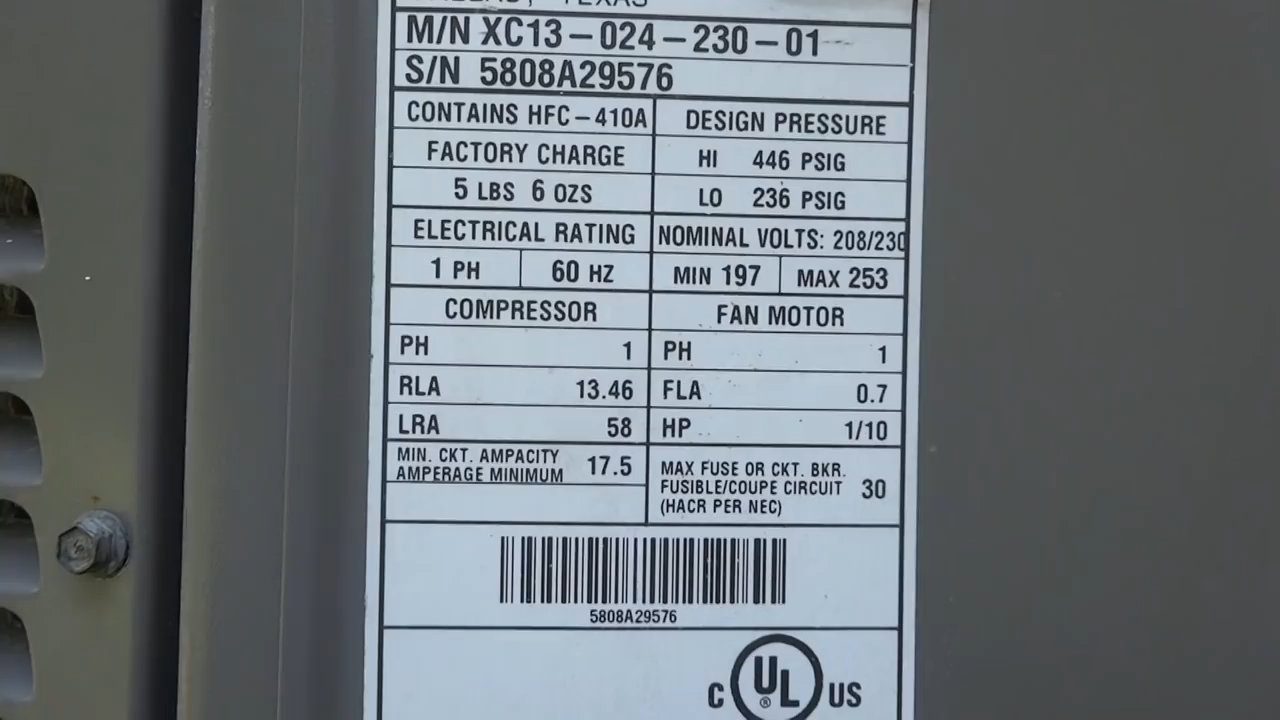 TEXAS
M/N XC13-024-230-01
S/N 5808A29576
CONTAINS HFC-410A
DESIGN PRESSURE
FACTORY CHARGE
HI 446 PSIG
5 LBS 6 OZS
LO 236 PSIG
ELECTRICAL RATING
NOMINAL VOLTS: 208/230
1 PH
60 HZ
MIN 197
MAX 253
COMPRESSOR
FAN MOTOR
PH 1
PH 1
RLA 13.46
FLA 0.7
LRA 58
HP 1/10
MIN. CKT. AMPACITY
AMPERAGE MINIMUM 17.5
MAX FUSE OR CKT. BKR.
FUSIBLE/COUPE CIRCUIT 30
(HACR PER NEC)
5808A29576
C UL ® US